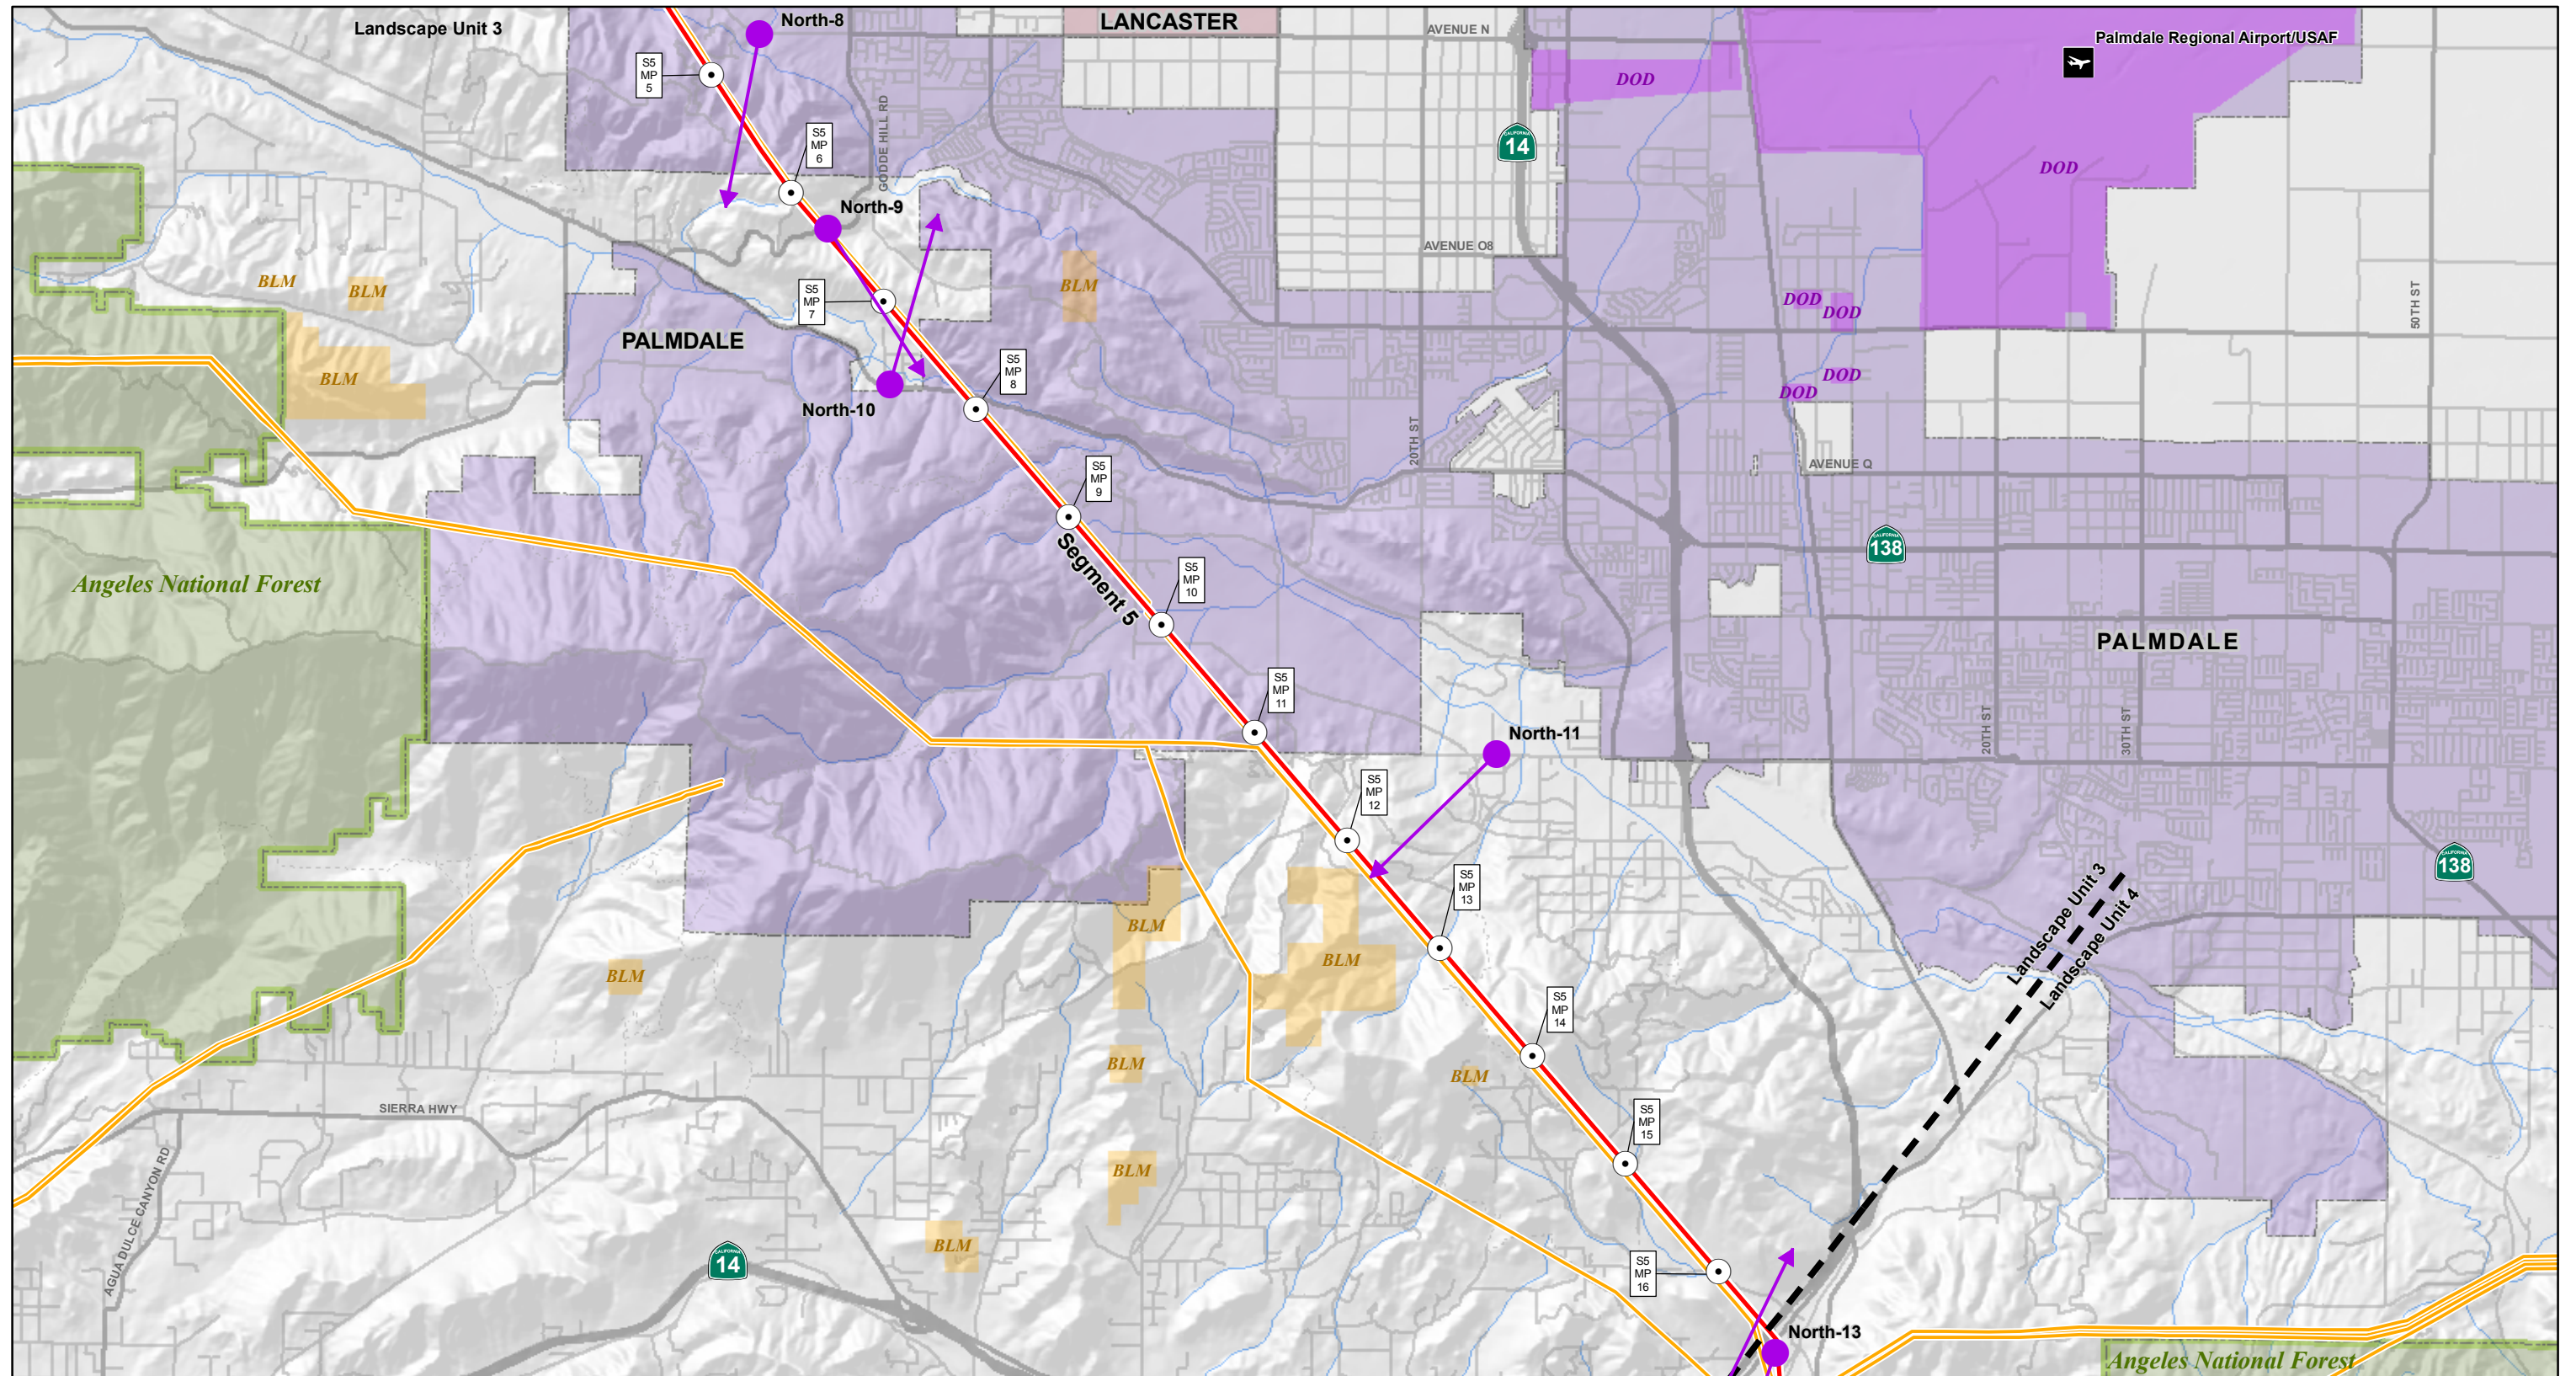 North-8
LANCASTER
Landscape Unit 3
AVENUE N
Palmdale Regional Airport/USAF
S5
MP
5
DOD
S5
MP
6
GODDE HILL RD
CALIFORNIA
14
DOD
North-9
AVENUE O8
BLM
BLM
BLM
S5
MP
7
DOD
DOD
50TH ST
PALMDALE
BLM
S5
MP
8
DOD
DOD
North-10
20TH ST
AVENUE Q
S5
MP
9
CALIFORNIA
138
Segment 5
Angeles National Forest
S5
MP
10
PALMDALE
S5
MP
11
North-11
20TH ST
30TH ST
S5
MP
12
CALIFORNIA
138
S5
MP
13
Landscape Unit 3
Landscape Unit 4
BLM
BLM
BLM
S5
MP
14
BLM
BLM
SIERRA HWY
S5
MP
15
AGUA DULCE CANYON RD
BLM
BLM
CALIFORNIA
14
S5
MP
16
North-13
Angeles National Forest